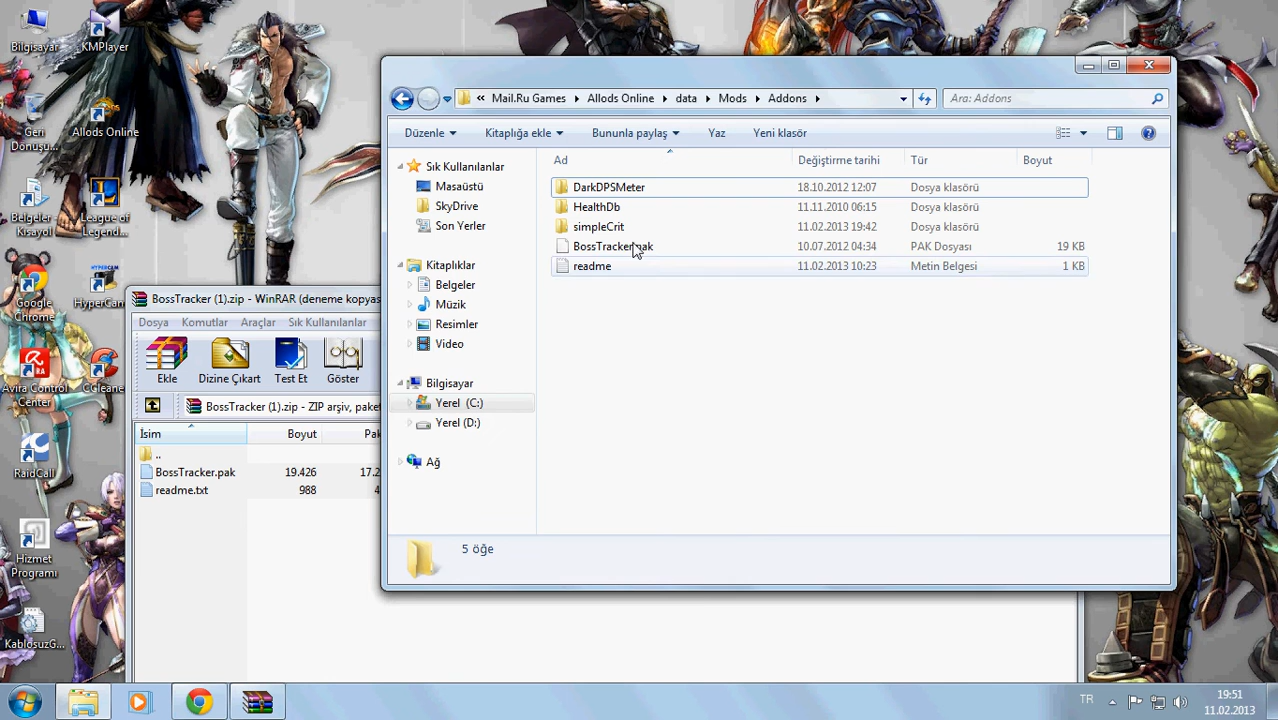 Bilgisayar
KMPlayer
Geri
Dönüşü...
Allods Online
Belgeler -
Kısayol
League of
Legend...
Google
Chrome
HyperCam
Avira Control
Center
CCleaner
RaidCall
Hizmet
Programı
KablosuzG...
« Mail.Ru Games Allods Online data Mods Addons
Ara: Addons
Düzenle Kitaplığa ekle Bununla paylaş Yaz Yeni klasör
Sık Kullanılanlar
Masaüstü
SkyDrive
Son Yerler
Kitaplıklar
Belgeler
Müzik
Resimler
Video
Bilgisayar
Yerel (C:)
Yerel (D:)
Ağ
Ad Değiştirme tarihi Tür Boyut
DarkDPSMeter 18.10.2012 12:07 Dosya klasörü
HealthDb 11.11.2010 06:15 Dosya klasörü
simpleCrit 11.02.2013 19:42 Dosya klasörü
BossTracker.pak 10.07.2012 04:34 PAK Dosyası 19 KB
readme 11.02.2013 10:23 Metin Belgesi 1 KB
5 öğe
BossTracker (1).zip - WinRAR (deneme kopyas
Dosya Komutlar Araçlar Sık Kullanılanlar
Ekle Dizine Çıkart Test Et Göster
BossTracker (1).zip - ZIP arşiv, paket
İsim Boyut Pak
..
BossTracker.pak 19.426 17.2
readme.txt 988 4
TR
19:51
11.02.2013